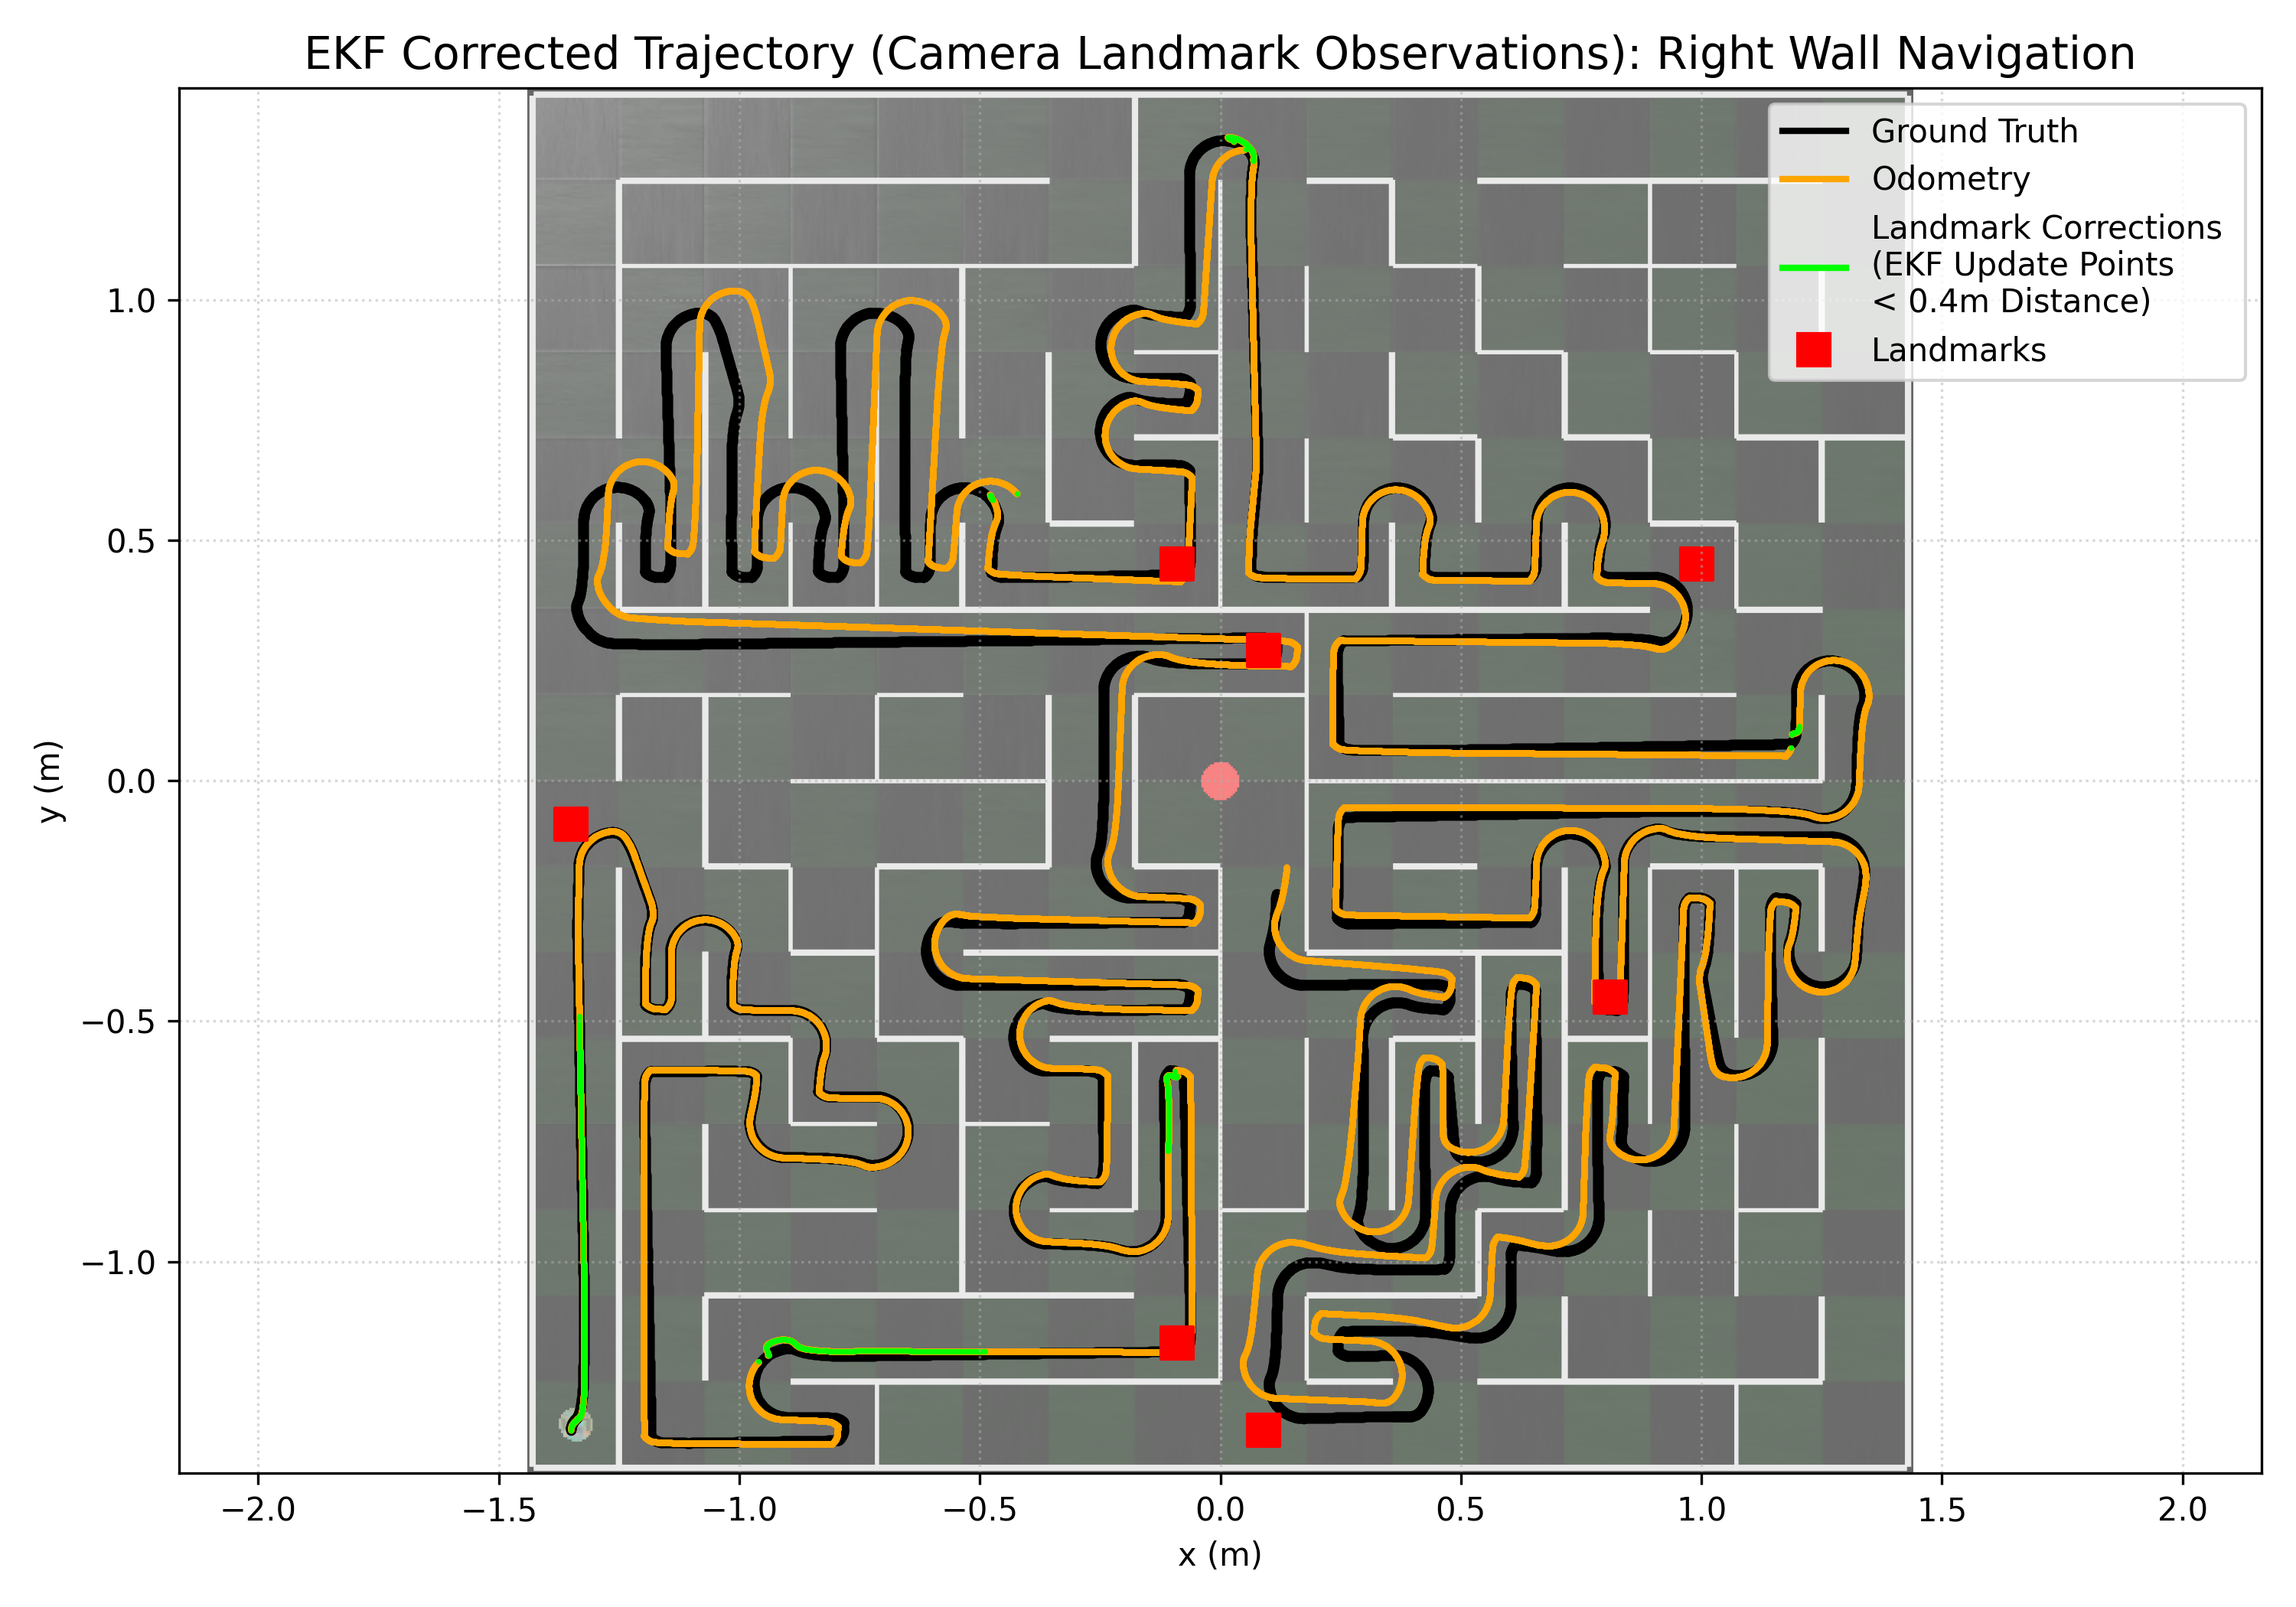 EKF Corrected Trajectory (Camera Landmark Observations): Right Wall Navigation
Ground Truth
Odometry
Landmark Corrections
(EKF Update Points
< 0.4m Distance)
Landmarks
1.0
0.5
0.0
−0.5
−1.0
y (m)
−2.0
−1.5
−1.0
−0.5
0.0
0.5
1.0
1.5
2.0
x (m)